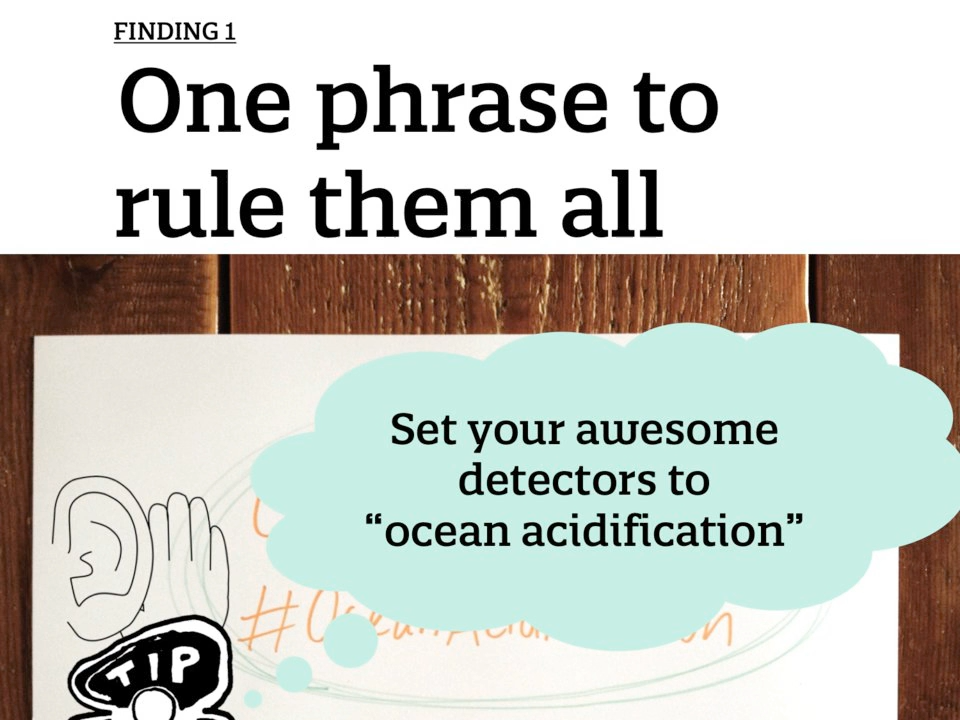 FINDING 1
One phrase to
rule them all
Set your awesome
detectors to
“ocean acidification”
TIP